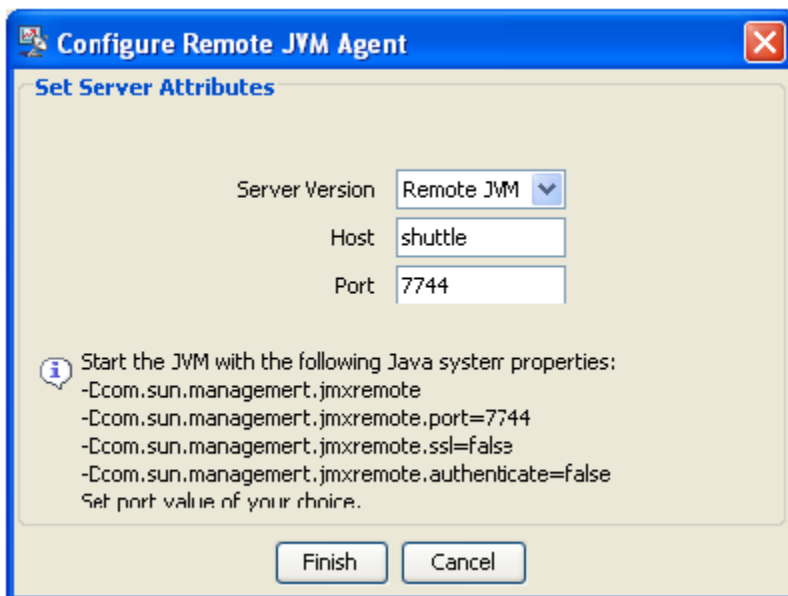 Configure Remote JVM Agent
Set Server Attributes
Server Version Remote JVM
Host shuttle
Port 7744
Start the JVM with the following Java system properties:
-Dcom.sun.management.jmxremote
-Dcom.sun.management.jmxremote.port=7744
-Dcom.sun.management.jmxremote.ssl=false
-Dcom.sun.management.jmxremote.authenticate=false
Set port value of your choice.
Finish Cancel